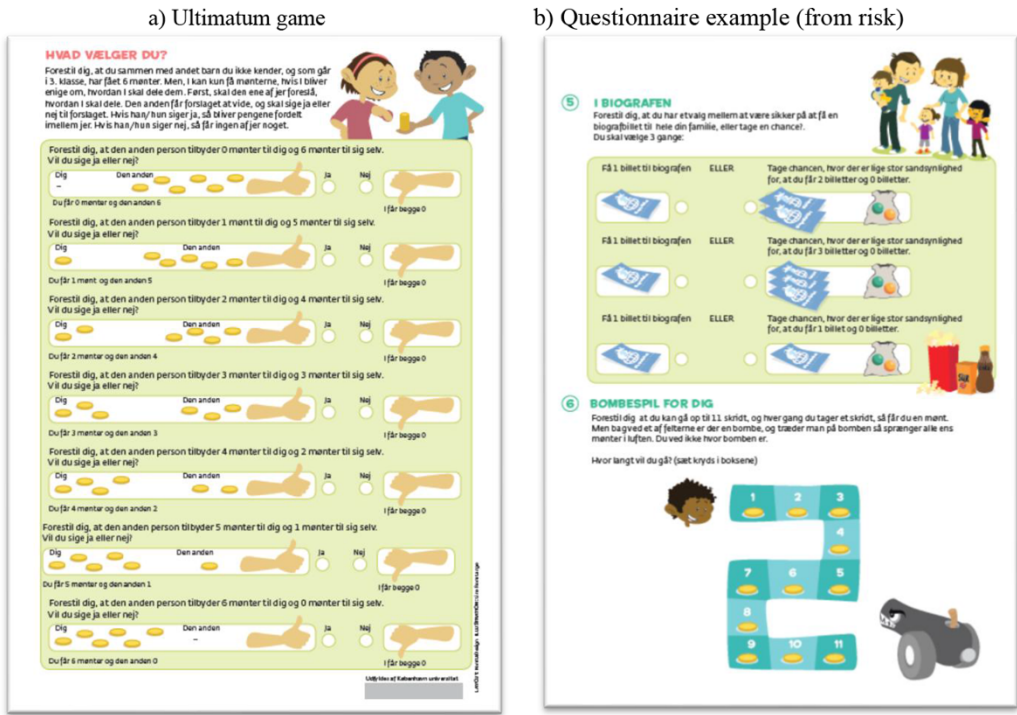 a) Ultimatum game
HVAD VÆLGER DU?
Forestil dig, at du sammen med andet barn du ikke kender, og som går
i 3. klasse, har fået 6 mønter. Men, I kan kun få mønterne, hvis I bliver
enige om, hvordan I skal dele dem. Først, skal den ene af jer foreslå,
hvordan I skal dele. Den anden får forslaget at vide, og skal sige ja eller
nej til forslaget. Hvis han/hun siger ja, så bliver pengene fordelt
imellem jer. Hvis han/hun siger nej, så får ingen af jer noget.
Forestil dig, at den anden person tilbyder 0 mønter til dig og 6 mønter til sig selv.
Vil du sige ja eller nej?
Dig Den anden Ja Nej
–
Du får 0 mønter og den anden 6 I får begge 0
Forestil dig, at den anden person tilbyder 1 mønt til dig og 5 mønter til sig selv.
Vil du sige ja eller nej?
Dig Den anden Ja Nej
Du får 1 mønt og den anden 5 I får begge 0
Forestil dig, at den anden person tilbyder 2 mønter til dig og 4 mønter til sig selv.
Vil du sige ja eller nej?
Dig Den anden Ja Nej
Du får 2 mønter og den anden 4 I får begge 0
Forestil dig, at den anden person tilbyder 3 mønter til dig og 3 mønter til sig selv.
Vil du sige ja eller nej?
Dig Den anden Ja Nej
Du får 3 mønter og den anden 3 I får begge 0
Forestil dig, at den anden person tilbyder 4 mønter til dig og 2 mønter til sig selv.
Vil du sige ja eller nej?
Dig Den anden Ja Nej
Du får 4 mønter og den anden 2 I får begge 0
Forestil dig, at den anden person tilbyder 5 mønter til dig og 1 mønter til sig selv.
Vil du sige ja eller nej?
Dig Den anden Ja Nej
Du får 5 mønter og den anden 1 I får begge 0
Forestil dig, at den anden person tilbyder 6 mønter til dig og 0 mønter til sig selv.
Vil du sige ja eller nej?
Dig Den anden Ja Nej
–
Du får 6 mønter og den anden 0 I får begge 0
Udfyldes af Københavns universitet
b) Questionnaire example (from risk)
5 I BIOGRAFEN
Forestil dig, at du har et valg mellem at være sikker på at få en
biografbillet til hele din familie, eller tage en chance?.
Du skal vælge 3 gange:
Få 1 billet til biografen ELLER Tage chancen, hvor der er lige stor sandsynlighed
for, at du får 2 billetter og 0 billetter.
Få 1 billet til biografen ELLER Tage chancen, hvor der er lige stor sandsynlighed
for, at du får 3 billetter og 0 billetter.
Få 1 billet til biografen ELLER Tage chancen, hvor der er lige stor sandsynlighed
for, at du får 1 billet og 0 billetter.
6 BOMBESPIL FOR DIG
Forestil dig at du kan gå op til 11 skridt, og hver gang du tager et skridt, så får du en mønt.
Men bagved et af felterne er der en bombe, og træder man på bomben så sprænger alle ens
mønter i luften. Du ved ikke hvor bomben er.
Hvor langt vil du gå? (sæt kryds i boksene)
1 2 3
4
7 6 5
8
9 10 11